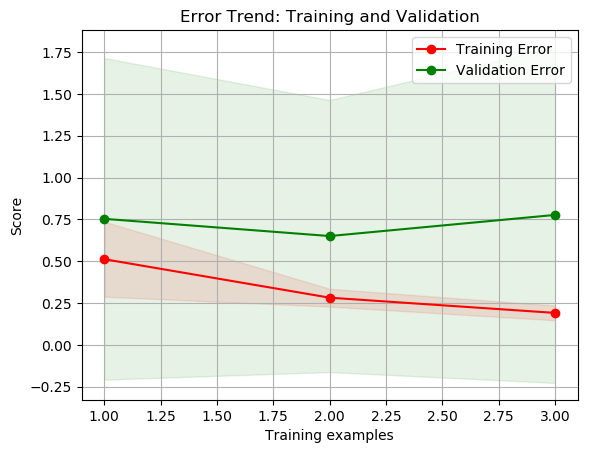 Error Trend: Training and Validation
Training Error
Validation Error
Score
1.75
1.50
1.25
1.00
0.75
0.50
0.25
0.00
−0.25
1.00 1.25 1.50 1.75 2.00 2.25 2.50 2.75 3.00
Training examples